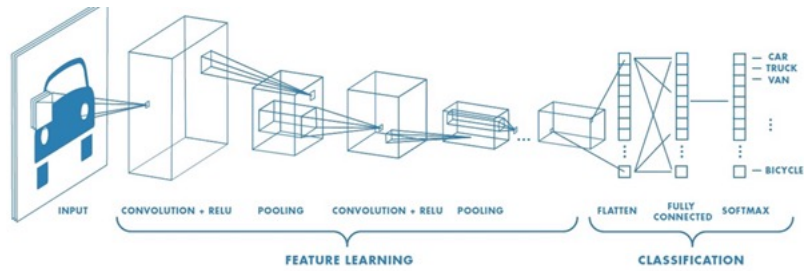 CAR
TRUCK
VAN
BICYCLE
INPUT
CONVOLUTION + RELU
POOLING
CONVOLUTION + RELU
POOLING
FLATTEN
FULLY
CONNECTED
SOFTMAX
FEATURE LEARNING
CLASSIFICATION